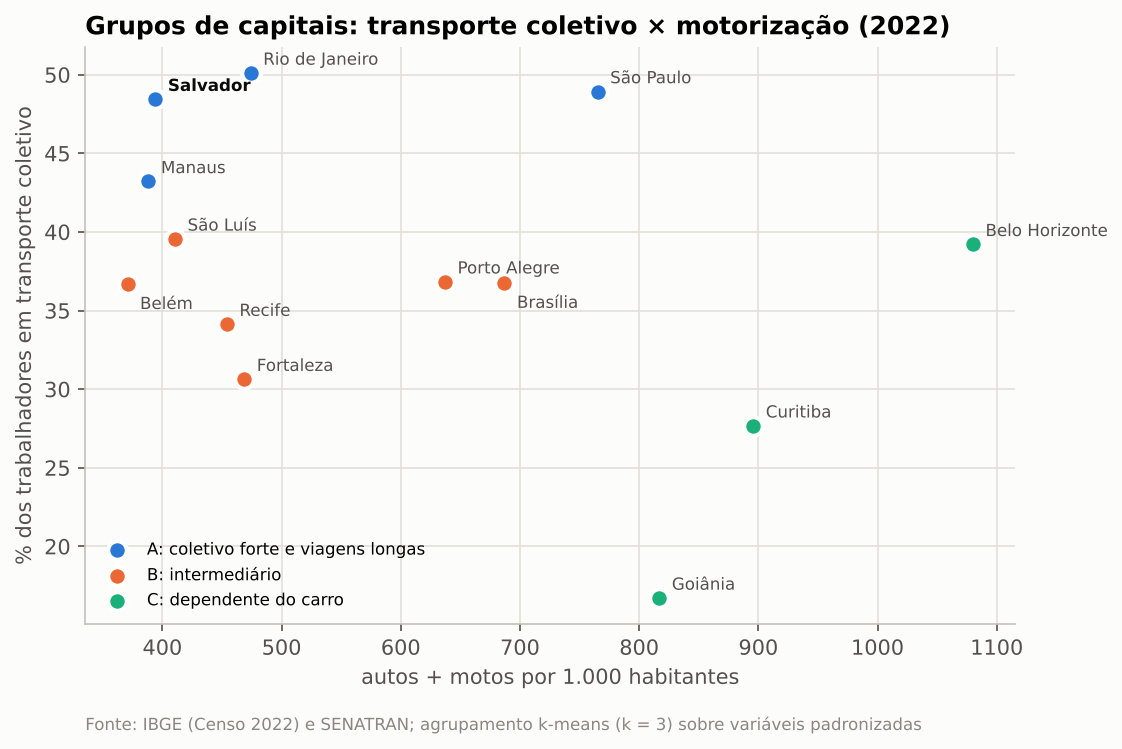 Grupos de capitais: transporte coletivo × motorização (2022)
% dos trabalhadores em transporte coletivo
50
45
40
35
30
25
20
Rio de Janeiro
Salvador
São Paulo
Manaus
São Luís
Belo Horizonte
Porto Alegre
Belém
Brasília
Recife
Fortaleza
Curitiba
Goiânia
A: coletivo forte e viagens longas
B: intermediário
C: dependente do carro
400 500 600 700 800 900 1000 1100
autos + motos por 1.000 habitantes
Fonte: IBGE (Censo 2022) e SENATRAN; agrupamento k-means (k = 3) sobre variáveis padronizadas